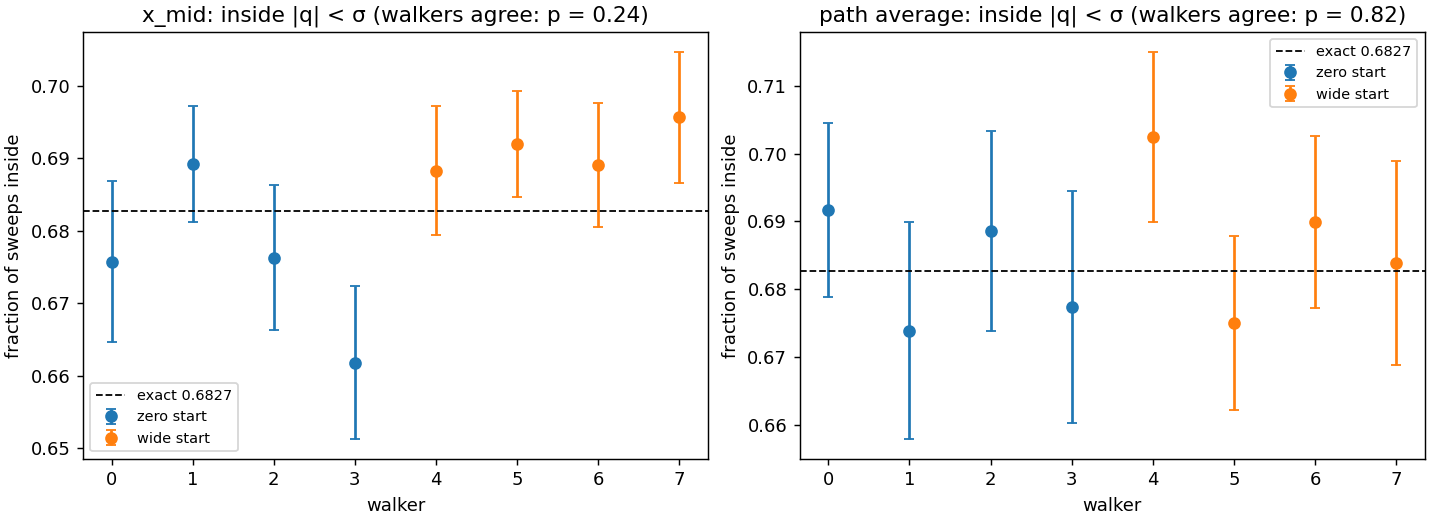 x_mid: inside |q| < σ (walkers agree: p = 0.24)
fraction of sweeps inside
0.70
0.69
0.68
0.67
0.66
0.65
exact 0.6827
zero start
wide start
0 1 2 3 4 5 6 7
walker
path average: inside |q| < σ (walkers agree: p = 0.82)
fraction of sweeps inside
0.71
0.70
0.69
0.68
0.67
0.66
exact 0.6827
zero start
wide start
0 1 2 3 4 5 6 7
walker